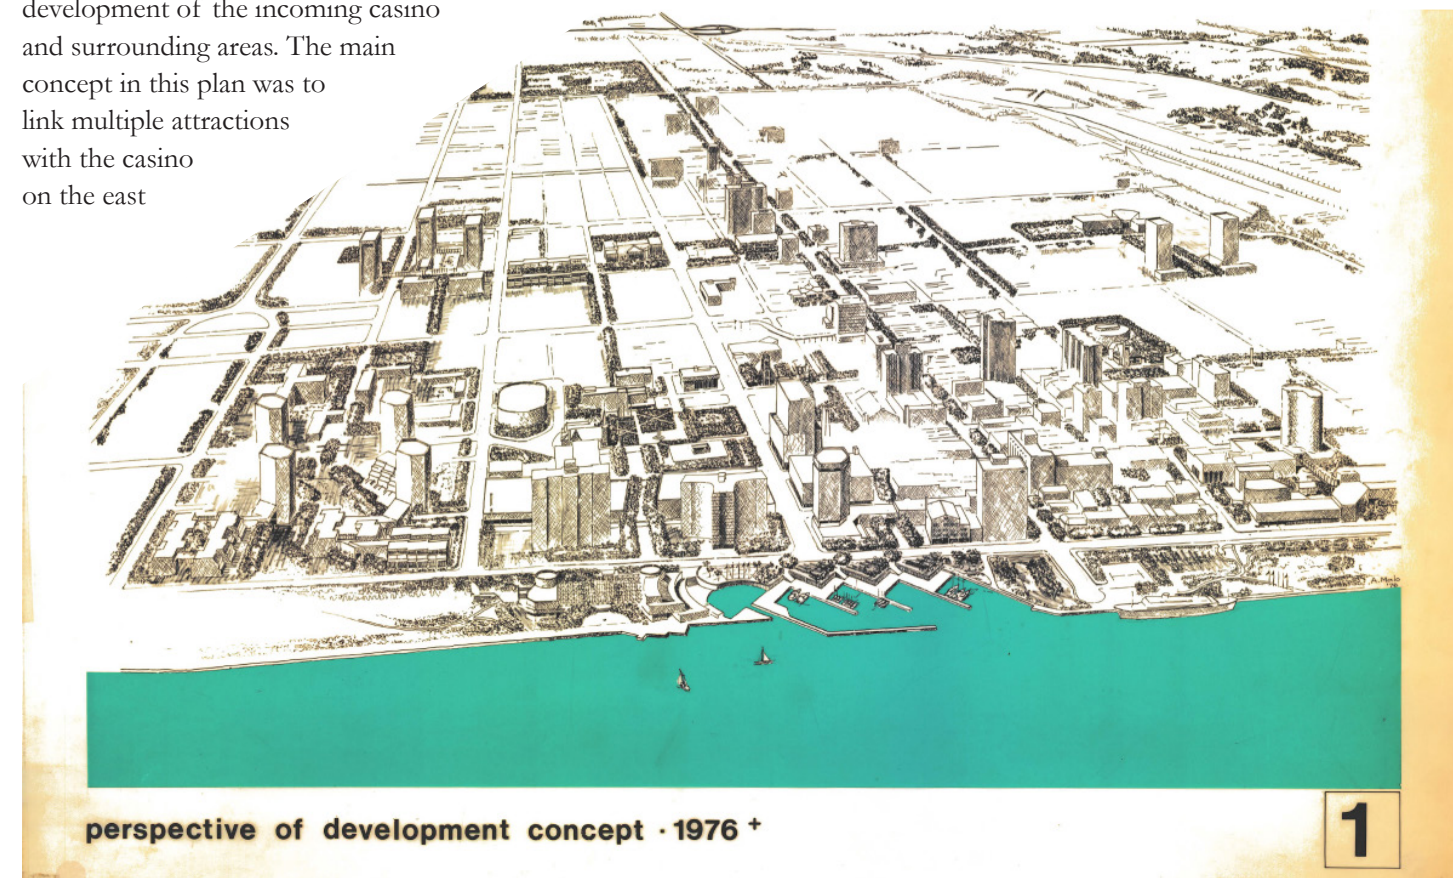 development of the incoming casino
and surrounding areas. The main
concept in this plan was to
link multiple attractions
with the casino
on the east
perspective of development concept · 1976 +
1